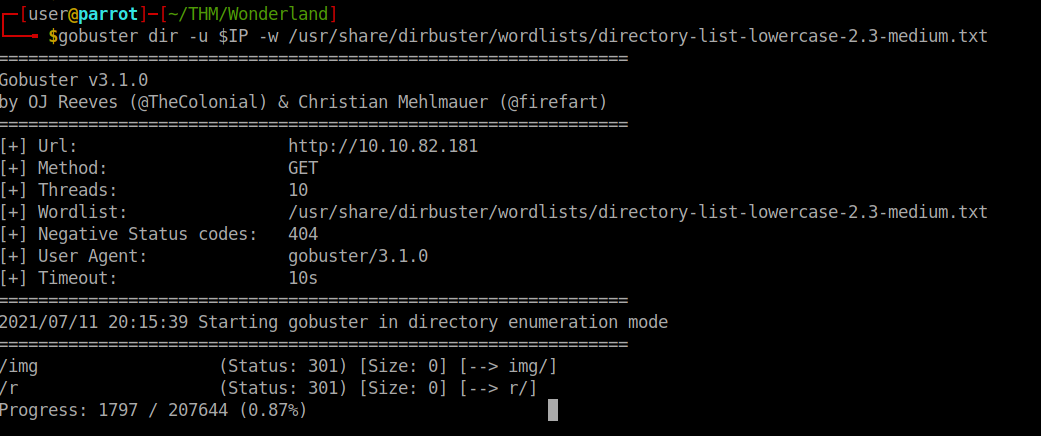 [user@parrot]-[~/THM/Wonderland]
$gobuster dir -u $IP -w /usr/share/dirbuster/wordlists/directory-list-lowercase-2.3-medium.txt
===============================================================
Gobuster v3.1.0
by OJ Reeves (@TheColonial) & Christian Mehlmauer (@firefart)
===============================================================
[+] Url:                     http://10.10.82.181
[+] Method:                  GET
[+] Threads:                 10
[+] Wordlist:                /usr/share/dirbuster/wordlists/directory-list-lowercase-2.3-medium.txt
[+] Negative Status codes:   404
[+] User Agent:              gobuster/3.1.0
[+] Timeout:                 10s
===============================================================
2021/07/11 20:15:39 Starting gobuster in directory enumeration mode
===============================================================
/img                  (Status: 301) [Size: 0] [--> img/]
/r                    (Status: 301) [Size: 0] [--> r/]
Progress: 1797 / 207644 (0.87%)